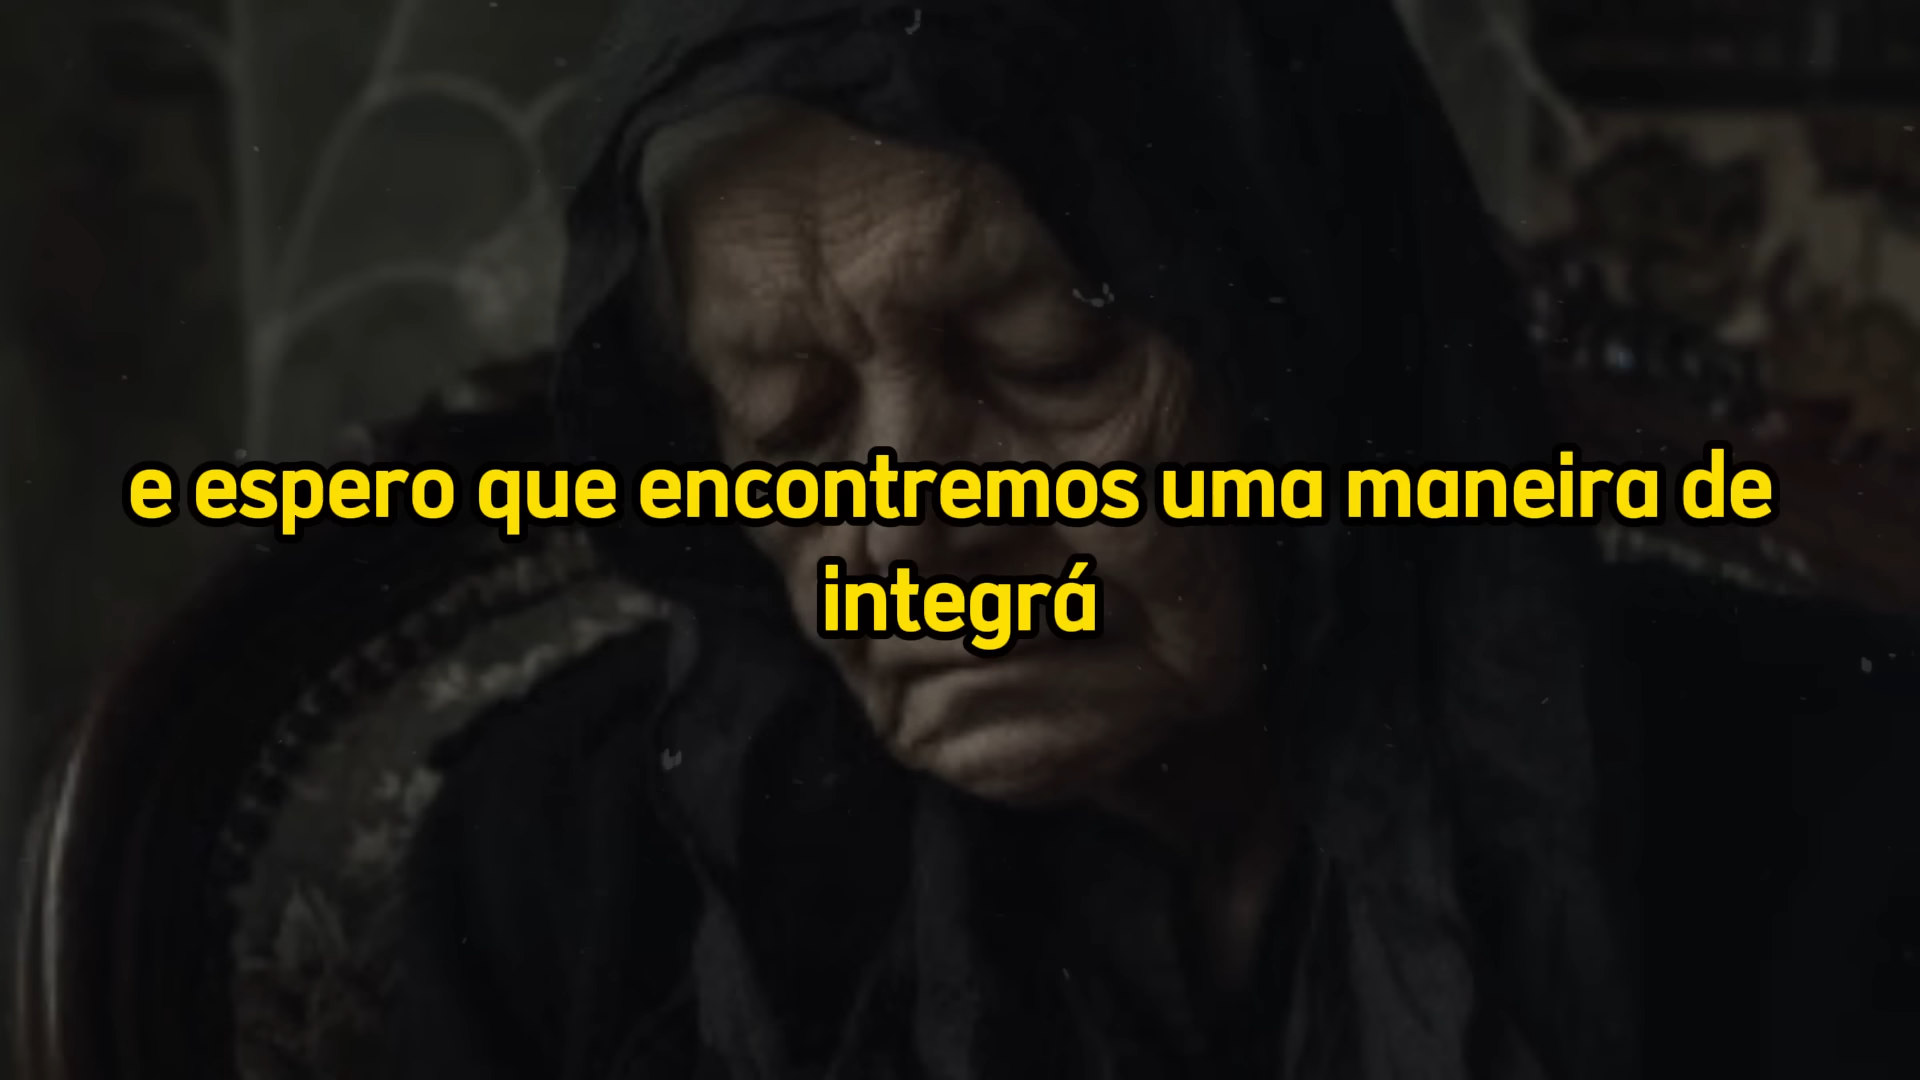 e espero que encontremos uma maneira de
integrá